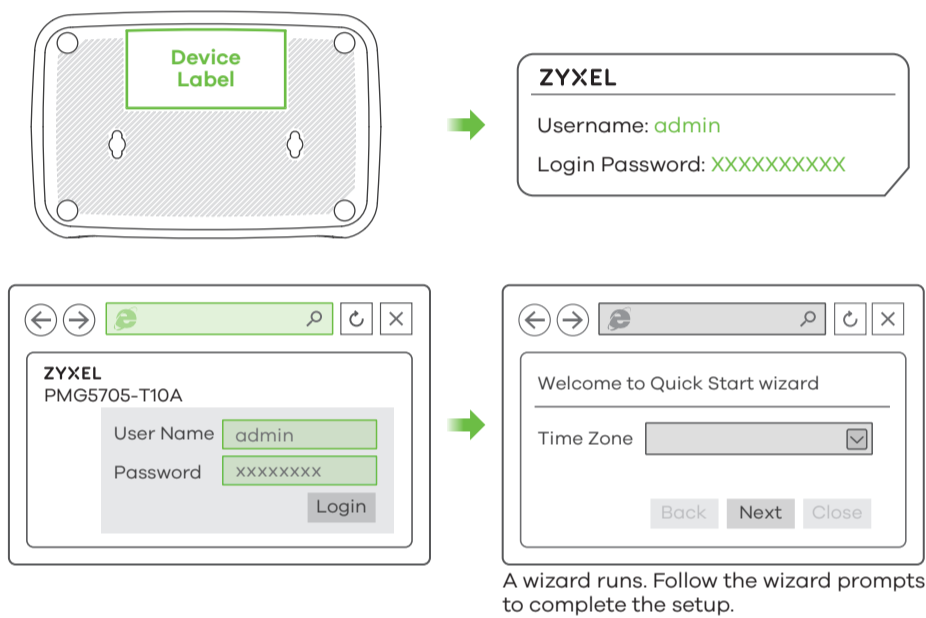 Device
Label
ZYXEL
Username: admin
Login Password: XXXXXXXXXX
ZYXEL
PMG5705-T10A
User Name admin
Password xxxxxxxx
Login
Welcome to Quick Start wizard
Time Zone
Back Next Close
A wizard runs. Follow the wizard prompts
to complete the setup.